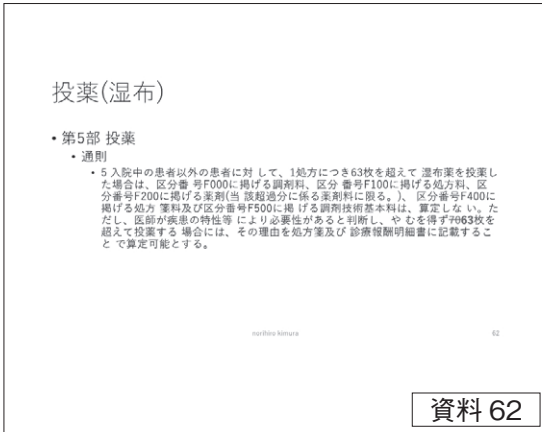 投薬(湿布)
• 第5部 投薬
• 通則
• 5 入院中の患者以外の患者に対 して、1処方につき63枚を超えて 湿布薬を投薬し
た場合は、区分番 号F000に掲げる調剤料、区分 番号F100に掲げる処方料、区
分番号F200に掲げる薬剤(当 該超過分に係る薬剤料に限る。)、 区分番号F400に
掲げる処方 箋料及び区分番号F500に掲 げる調剤技術基本料は、算定しな い。た
だし、医師が疾患の特性等 により必要性があると判断し、や むを得ず7063枚を
超えて投薬する 場合には、その理由を処方箋及び 診療報酬明細書に記載するこ
と で算定可能とする。
norihiro kimura
62
資料 62